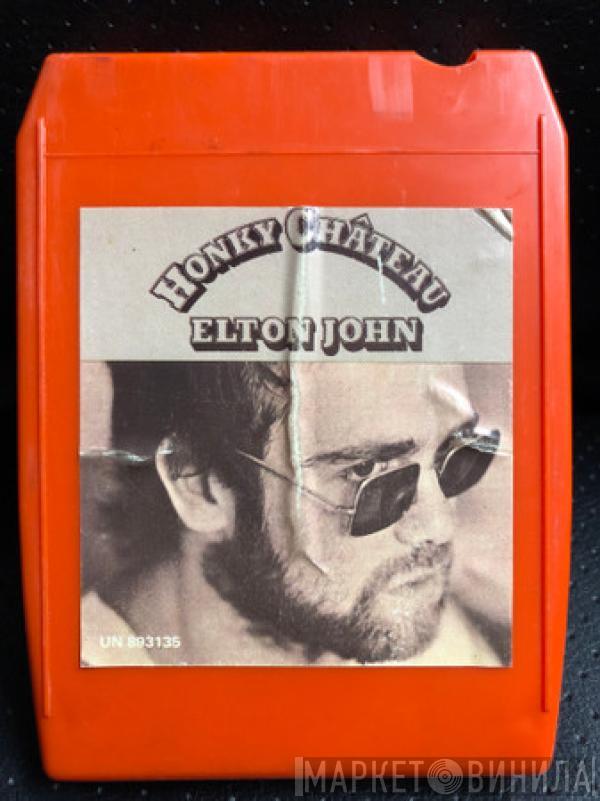 HONKY CHÂTEAU
ELTON JOHN
UN 893135
МАРКЕТ ВИНИЛА